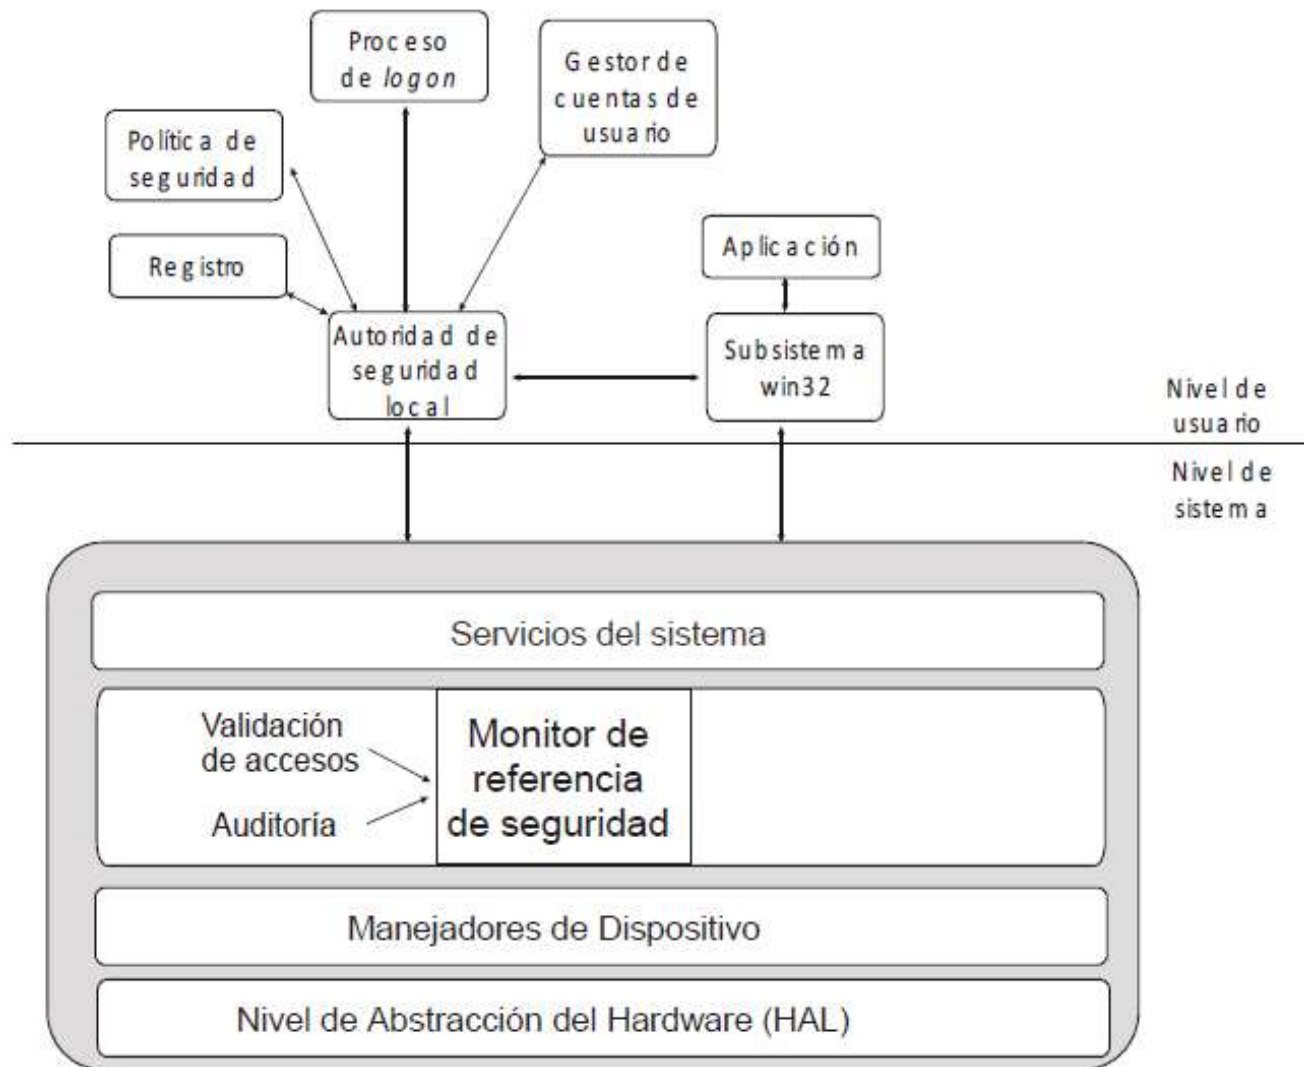 Proceso
de logon
Gestor de
cuentas de
usuario
Política de
seguridad
Registro
Aplicación
Autoridad de
seguridad
local
Subsistema
win32
Nivel de
usuario
Nivel de
sistema
Servicios del sistema
Validación
de accesos
Auditoría
Monitor de
referencia
de seguridad
Manejadores de Dispositivo
Nivel de Abstracción del Hardware (HAL)